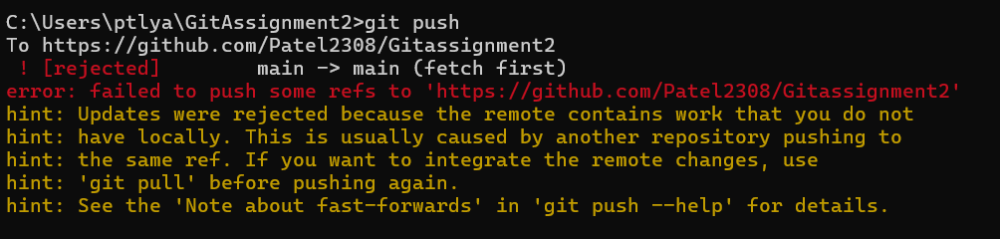 C:\Users\ptlya\GitAssignment2>git push
To https://github.com/Patel2308/Gitassignment2
 ! [rejected]        main -> main (fetch first)
error: failed to push some refs to 'https://github.com/Patel2308/Gitassignment2'
hint: Updates were rejected because the remote contains work that you do not
hint: have locally. This is usually caused by another repository pushing to
hint: the same ref. If you want to integrate the remote changes, use
hint: 'git pull' before pushing again.
hint: See the 'Note about fast-forwards' in 'git push --help' for details.